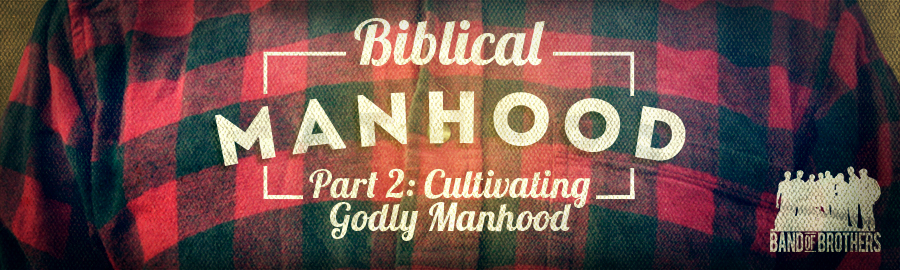 Biblical
MANHOOD
Part 2: Cultivating
Godly Manhood
BAND OF BROTHERS